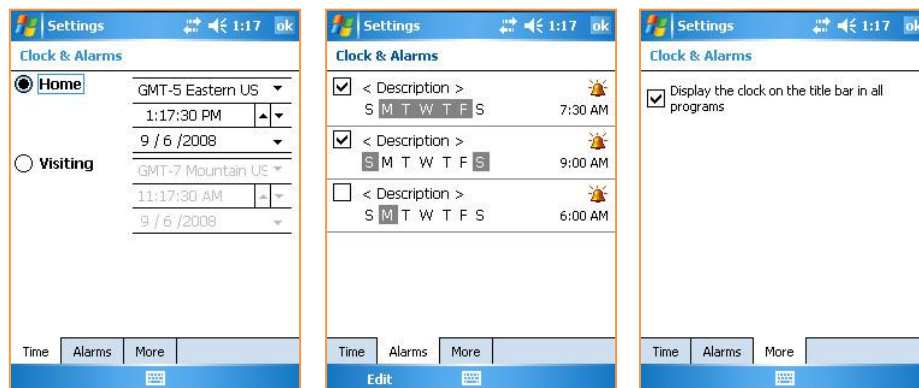 Settings 1:17 ok
Clock & Alarms
Home
GMT-5 Eastern US
1:17:30 PM
9 / 6 /2008
Visiting
GMT-7 Mountain US
11:17:30 AM
9 / 6 /2008
Time Alarms More
Settings 1:17 ok
Clock & Alarms
< Description >
S M T W T F S 7:30 AM
< Description >
S M T W T F S 9:00 AM
< Description >
S M T W T F S 6:00 AM
Time Alarms More
Edit
Settings 1:17 ok
Clock & Alarms
Display the clock on the title bar in all
programs
Time Alarms More